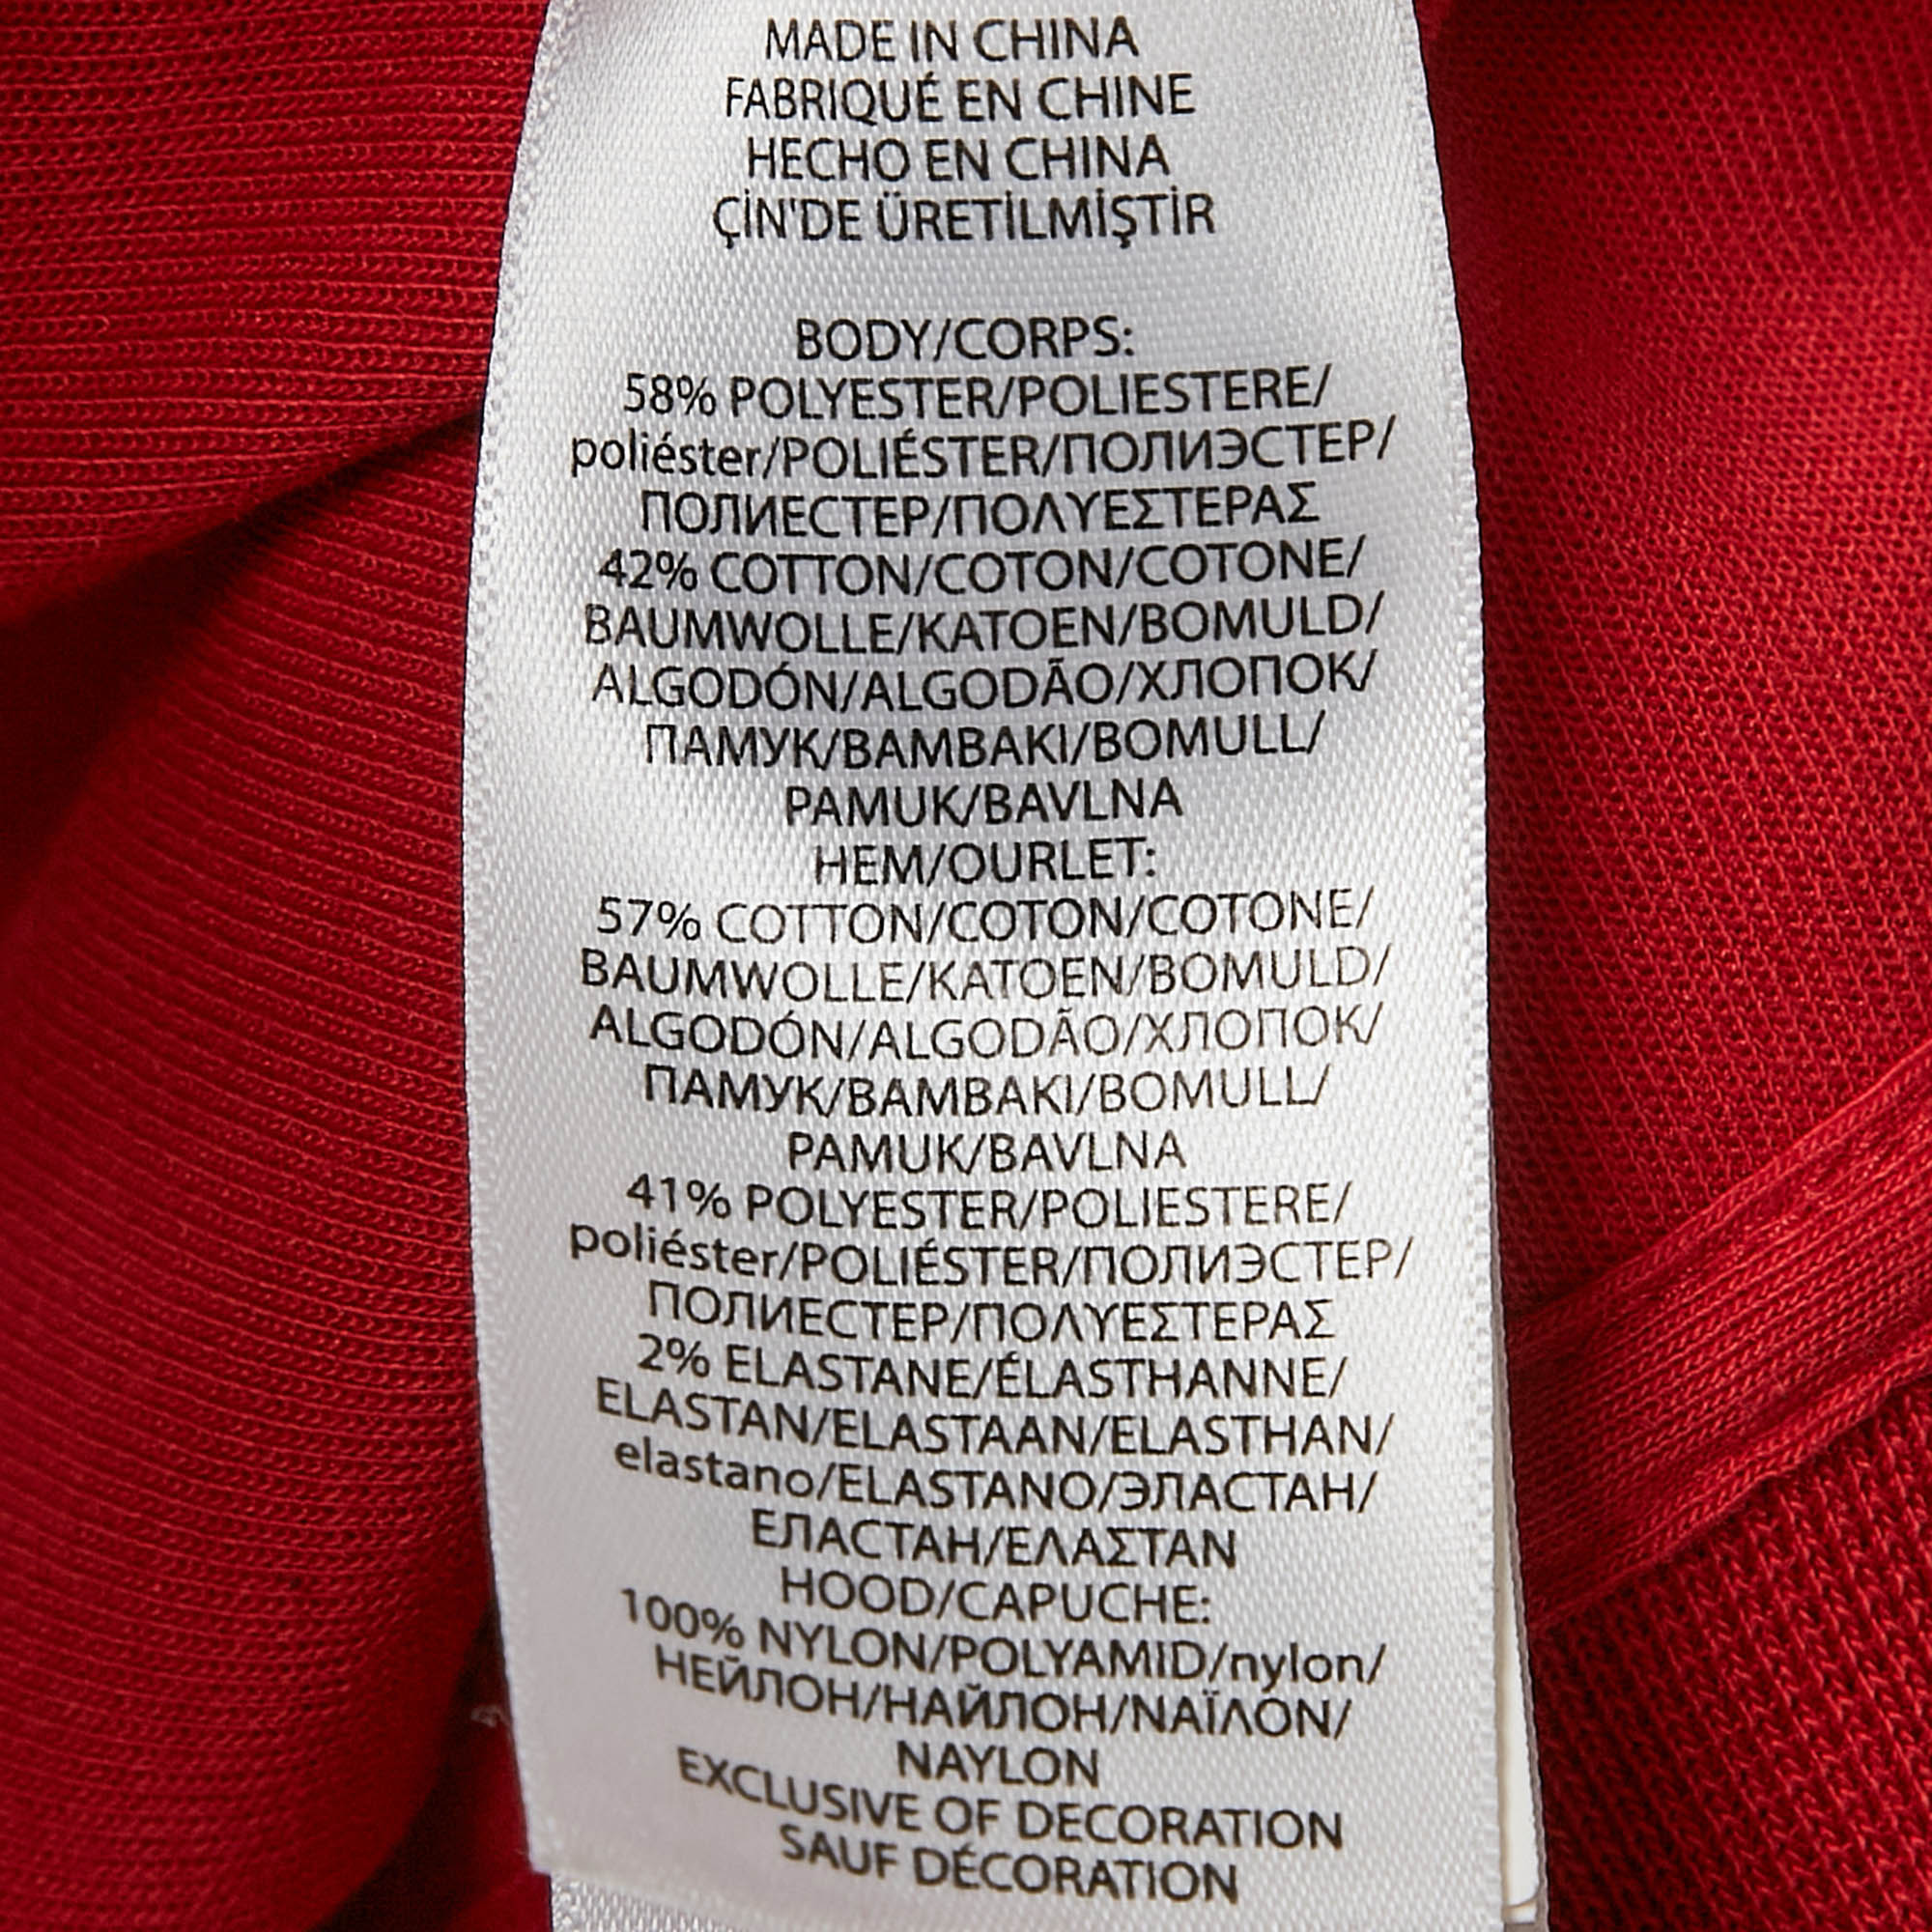 MADE IN CHINA
FABRIQUÉ EN CHINE
HECHO EN CHINA
ÇİN'DE ÜRETİLMİŞTİR
BODY/CORPS:
58% POLYESTER/POLIESTERE/
poliéster/POLIÉSTER/ПОЛИЭСТЕР/
ПОЛИЕСТЕР/ΠΟΛΥΕΣΤΕΡΑΣ
42% COTTON/COTON/COTONE/
BAUMWOLLE/KATOEN/BOMULD/
ALGODÓN/ALGODÃO/ХЛОПОК/
ПАМУК/BAMBAKI/BOMULL/
PAMUK/BAVLNA
HEM/OURLET:
57% COTTON/COTON/COTONE/
BAUMWOLLE/KATOEN/BOMULD/
ALGODÓN/ALGODÃO/ХЛОПОК/
ПАМУК/BAMBAKI/BOMULL/
PAMUK/BAVLNA
41% POLYESTER/POLIESTERE/
poliéster/POLIÉSTER/ПОЛИЭСТЕР/
ПОЛИЕСТЕР/ΠΟΛΥΕΣΤΕΡΑΣ
2% ELASTANE/ÉLASTHANNE/
ELASTAN/ELASTAAN/ELASTHAN/
elastano/ELASTANO/ЭЛАСТАН/
ЕЛАСТАН/ΕΛΑΣΤΑΝ
HOOD/CAPUCHE:
100% NYLON/POLYAMID/nylon/
НЕЙЛОН/НАЙЛОН/ΝΑΪΛΟΝ/
NAYLON
EXCLUSIVE OF DECORATION
SAUF DÉCORATION